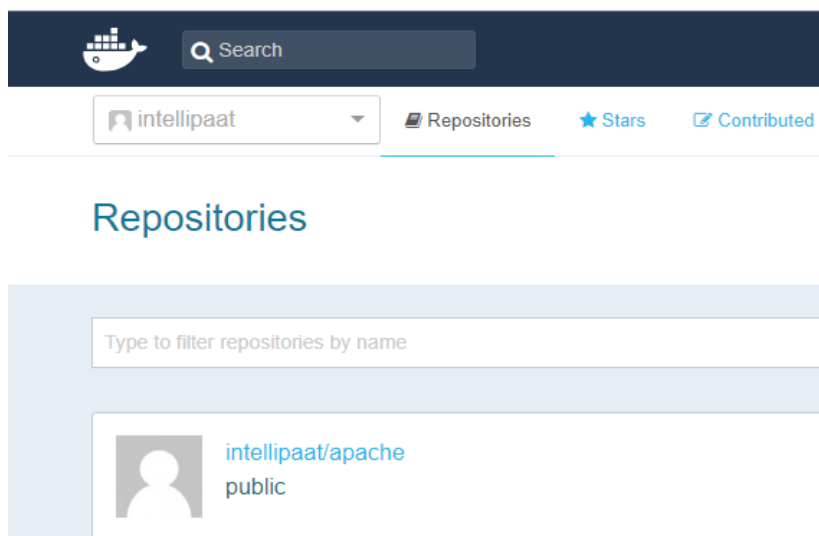 Search
intellipaat
Repositories
Stars
Contributed
Repositories
Type to filter repositories by name
intellipaat/apache
public